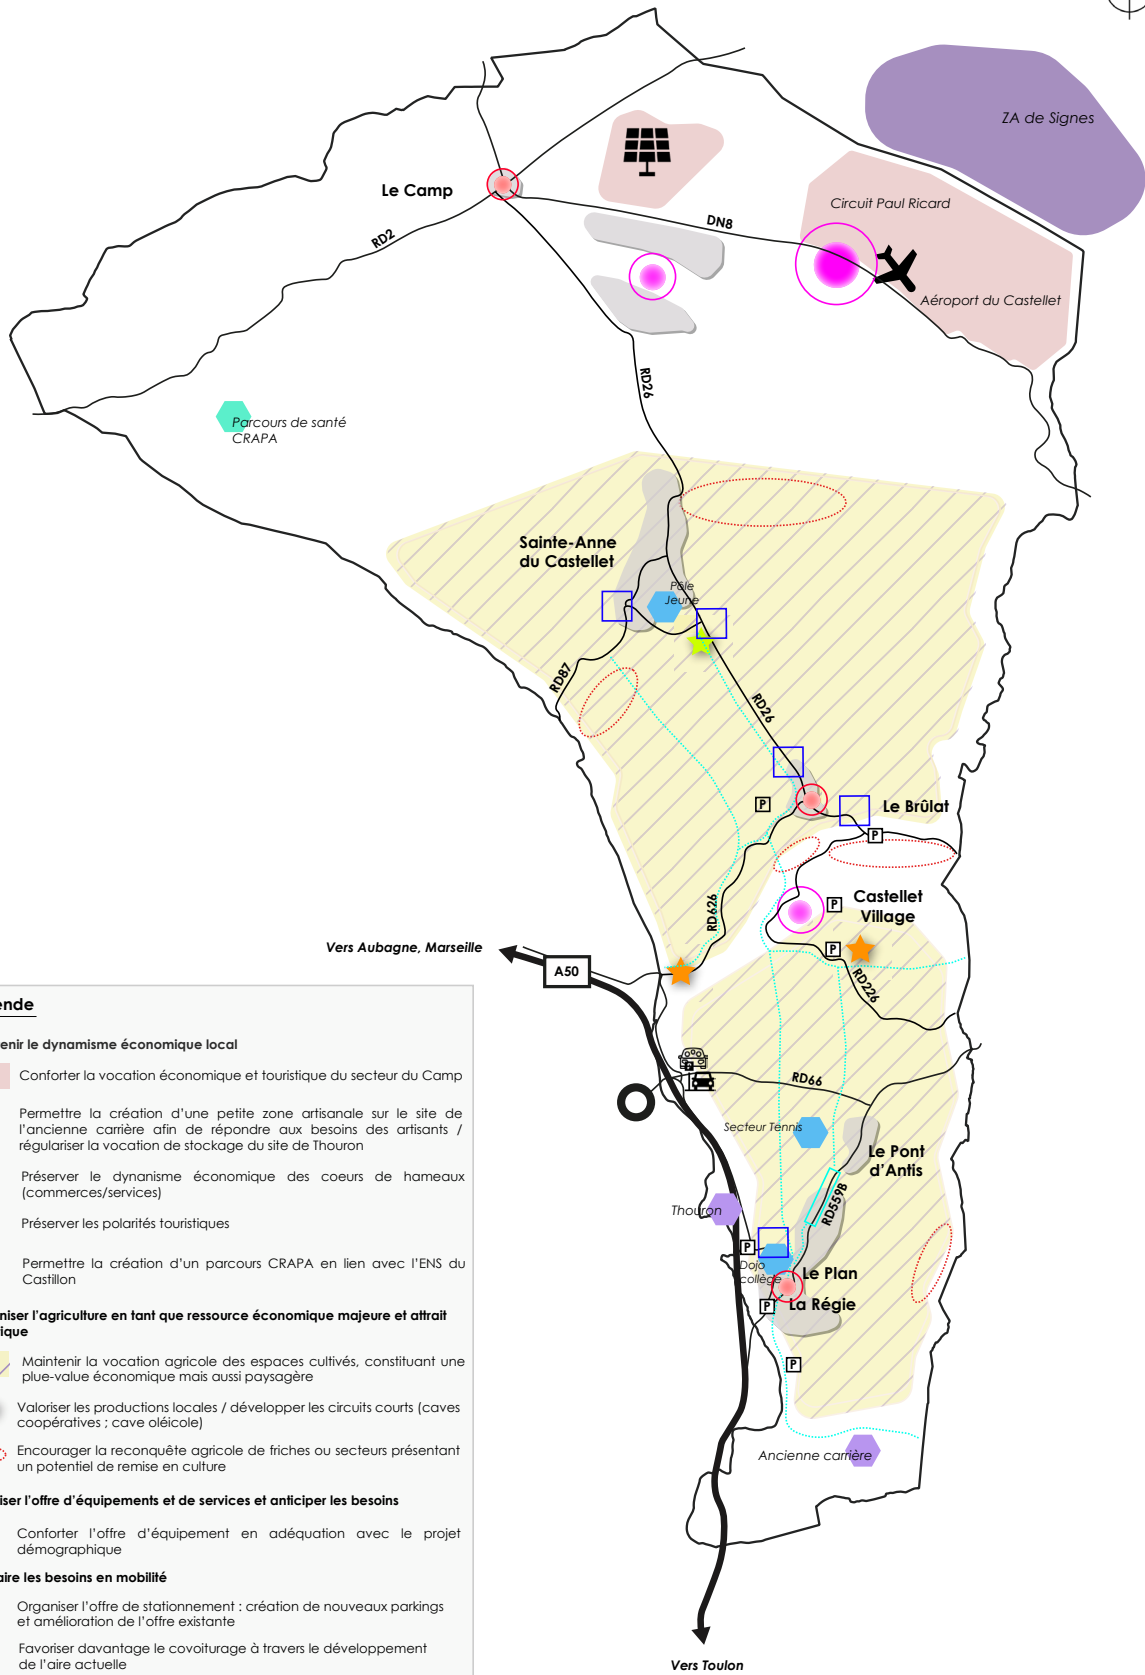 ZA de Signes
Le Camp
Circuit Paul Ricard
DN8
RD2
Aéroport du Castellet
RD26
Parcours de santé
CRAPA
Sainte-Anne
du Castellet
Pôle
Jeune
RD87
RD26
P
Le Brûlat
P
RD626
P
Castellet
Village
P
Vers Aubagne, Marseille
A50
RD226
P
RD66
Secteur Tennis
Le Pont
d'Antis
RD559B
Thouron
P
Dojo
collège
Le Plan
P
La Régie
P
Ancienne carrière
Vers Toulon
ende
enir le dynamisme économique local
Conforter la vocation économique et touristique du secteur du Camp
Permettre la création d'une petite zone artisanale sur le site de
l'ancienne carrière afin de répondre aux besoins des artisants /
régulariser la vocation de stockage du site de Thouron
Préserver le dynanisme économique des coeurs de hameaux
(commerces/services)
Préserver les polarités touristiques
Permettre la création d'un parcours CRAPA en lien avec l'ENS du
Castillon
niser l'agriculture en tant que ressource économique majeure et attrait
ique
Maintenir la vocation agricole des espaces cultivés, constituant une
plue-value économique mais aussi paysagère
Valoriser les productions locales / développer les circuits courts (caves
coopératives ; cave oléicole)
Encourager la reconquête agricole de friches ou secteurs présentant
un potentiel de remise en culture
iser l'offre d'équipements et de services et anticiper les besoins
Conforter l'offre d'équipement en adéquation avec le projet
démographique
aire les besoins en mobilité
Organiser l'offre de stationnement : création de nouveaux parkings
et amélioration de l'offre existante
Favoriser davantage le covoiturage à travers le développement
de l'aire actuelle